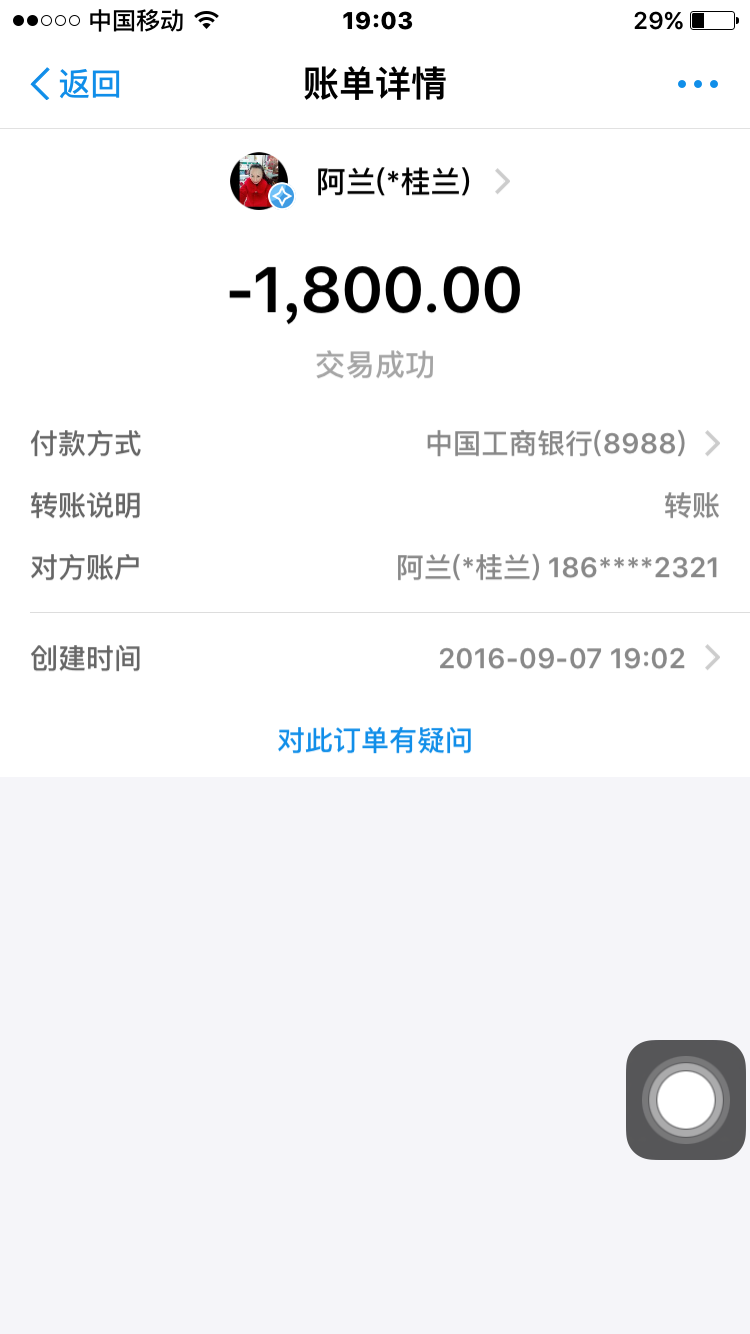 中国移动 19:03 29%
返回 账单详情
阿兰(*桂兰)
-1,800.00
交易成功
付款方式 中国工商银行(8988)
转账说明 转账
对方账户 阿兰(*桂兰) 186****2321
创建时间 2016-09-07 19:02
对此订单有疑问